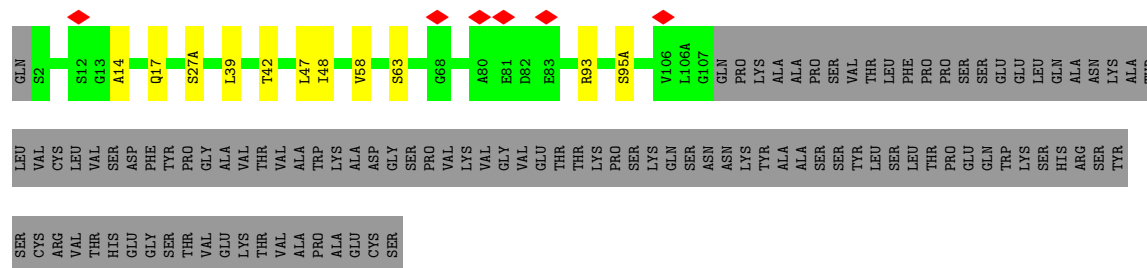 GLN S2 S12 G13 A14 Q17 S27A L39 T42 L47 I48 V58 S63 G68 A80 E81 D82 E83 R93 S95A V106 L106A G107 GLN PRO LYS ALA ALA PRO SER VAL THR LEU PHE PRO PRO SER SER GLU GLU LEU GLN ALA ASN LYS ALA
LEU VAL CYS LEU VAL SER ASP PHE TYR PRO GLY ALA VAL THR VAL ALA TRP LYS ALA ASP GLY SER PRO VAL LYS VAL GLY VAL GLU THR THR LYS PRO SER LYS GLN SER ASN ASN LYS TYR ALA ALA SER SER TYR LEU SER LEU THR PRO GLU GLN TRP LYS SER HIS ARG SER TYR
SER CYS ARG VAL THR HIS GLU GLY SER THR VAL GLU LYS THR VAL ALA PRO ALA GLU CYS SER